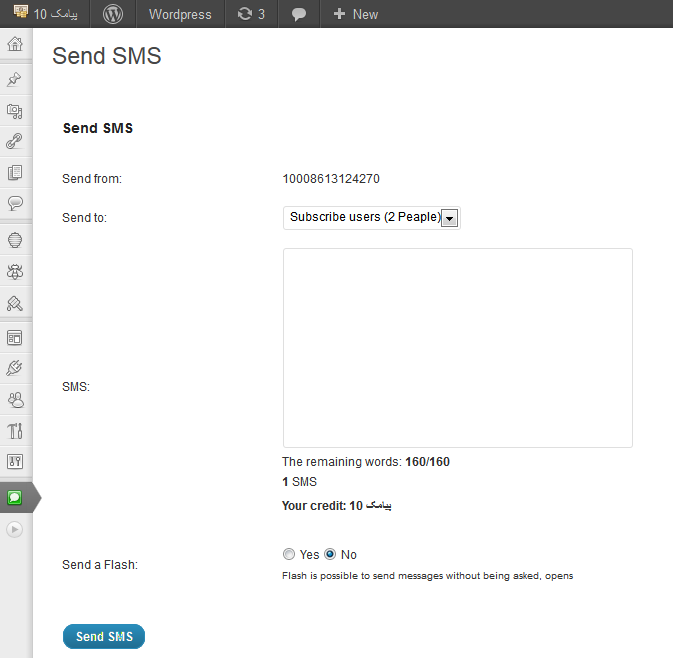 10 پیامک Wordpress 3 New
Send SMS
Send SMS
Send from: 10008613124270
Send to: Subscribe users (2 Peaple)
SMS:
The remaining words: 160/160
1 SMS
Your credit: 10 پیامک
Send a Flash: Yes No
Flash is possible to send messages without being asked, opens
Send SMS